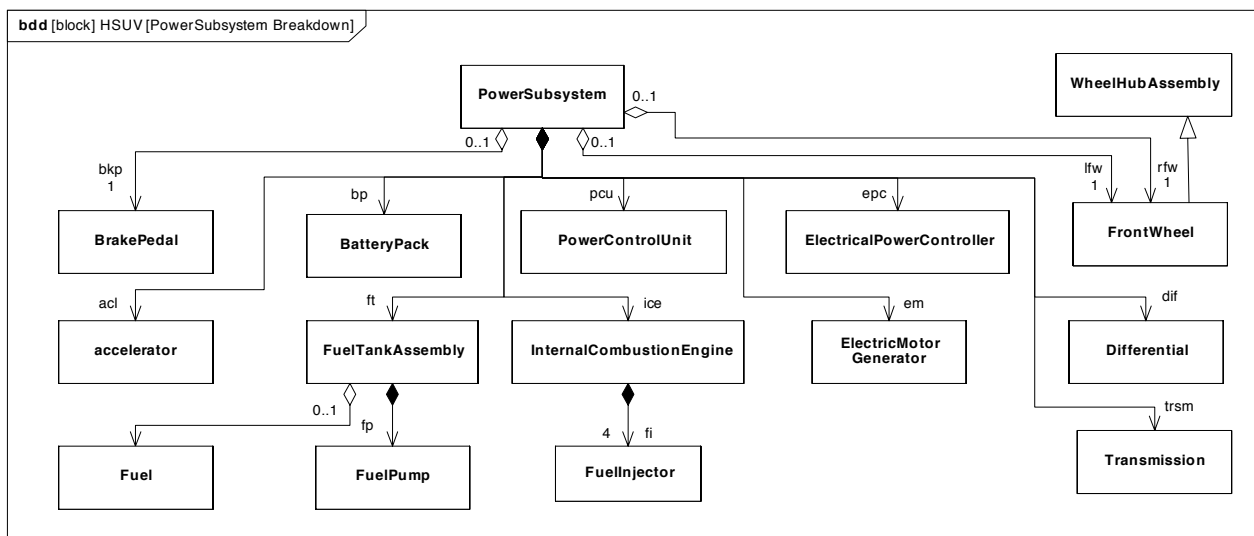 bdd [block] HSUV [PowerSubsystem Breakdown]
PowerSubsystem
WheelHubAssembly
0..1
0..1
0..1
bkp
1
bp
pcu
epc
lfw
1
rfw
1
BrakePedal
BatteryPack
PowerControlUnit
ElectricalPowerController
FrontWheel
acl
ft
ice
em
dif
accelerator
FuelTankAssembly
InternalCombustionEngine
ElectricMotor
Generator
Differential
0..1
fp
4
fi
trsm
Fuel
FuelPump
FuelInjector
Transmission